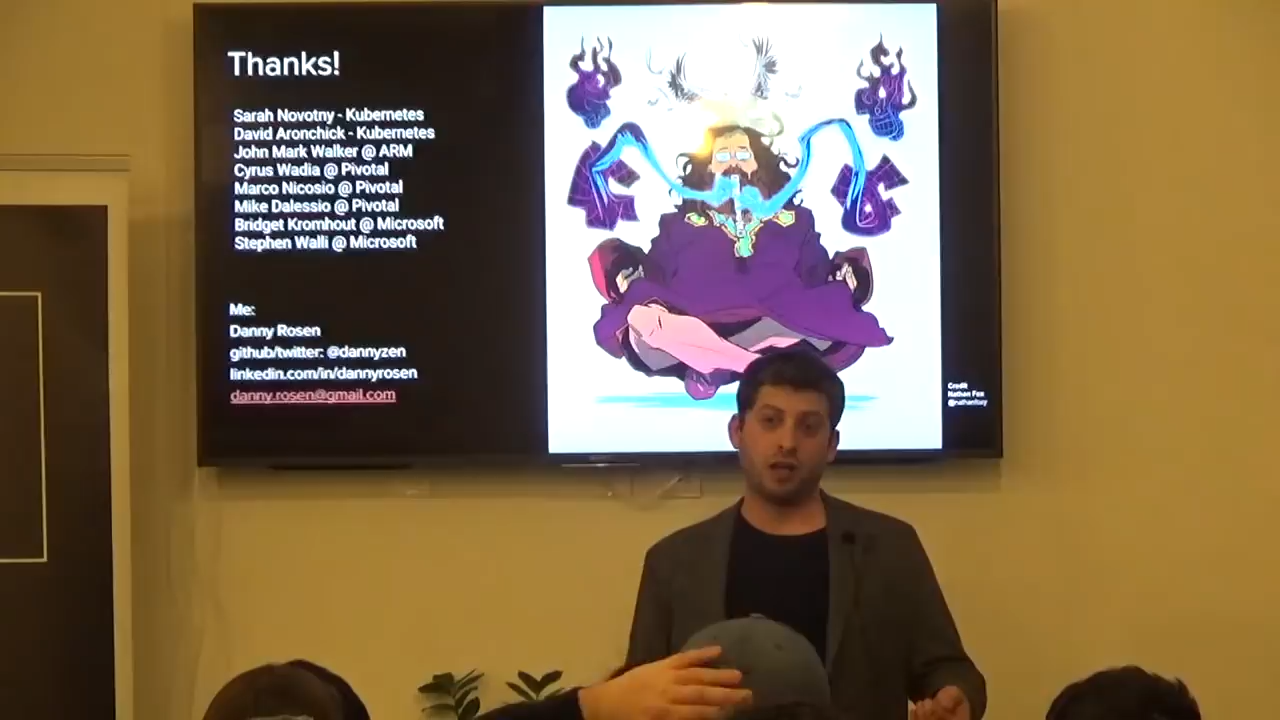 Thanks!
Sarah Novotny - Kubernetes
David Aronchick - Kubernetes
John Mark Walker @ ARM
Cyrus Wadia @ Pivotal
Marco Nicosio @ Pivotal
Mike Dalessio @ Pivotal
Bridget Kromhout @ Microsoft
Stephen Walli @ Microsoft
Me:
Danny Rosen
github/twitter: @dannyzen
linkedin.com/in/dannyrosen
danny.rosen@gmail.com
Credit
Nathan Fox